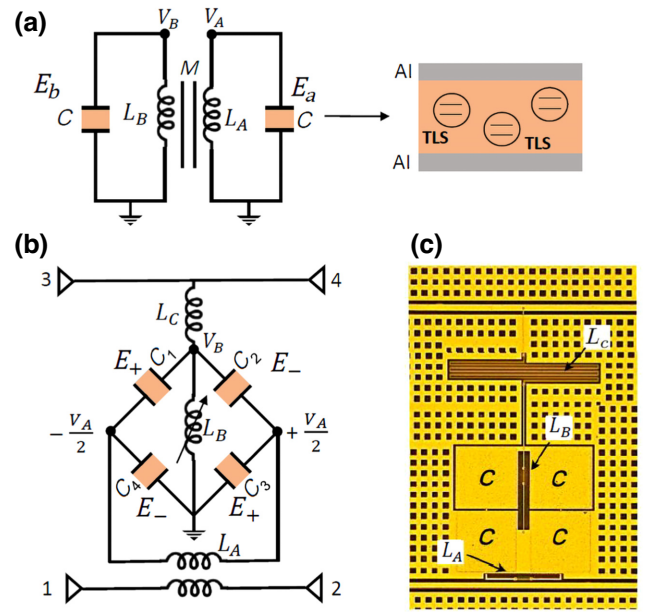 (a)
V_B V_A
M
E_b E_a
C L_B L_A C
Al
TLS TLS
Al
(b)
3 4
L_C
V_B
E_+ C_1 C_2 E_-
- V_A/2 L_B + V_A/2
C_4 C_3
E_- E_+
L_A
1 2
(c)
L_c
L_B
C C
C C
L_A